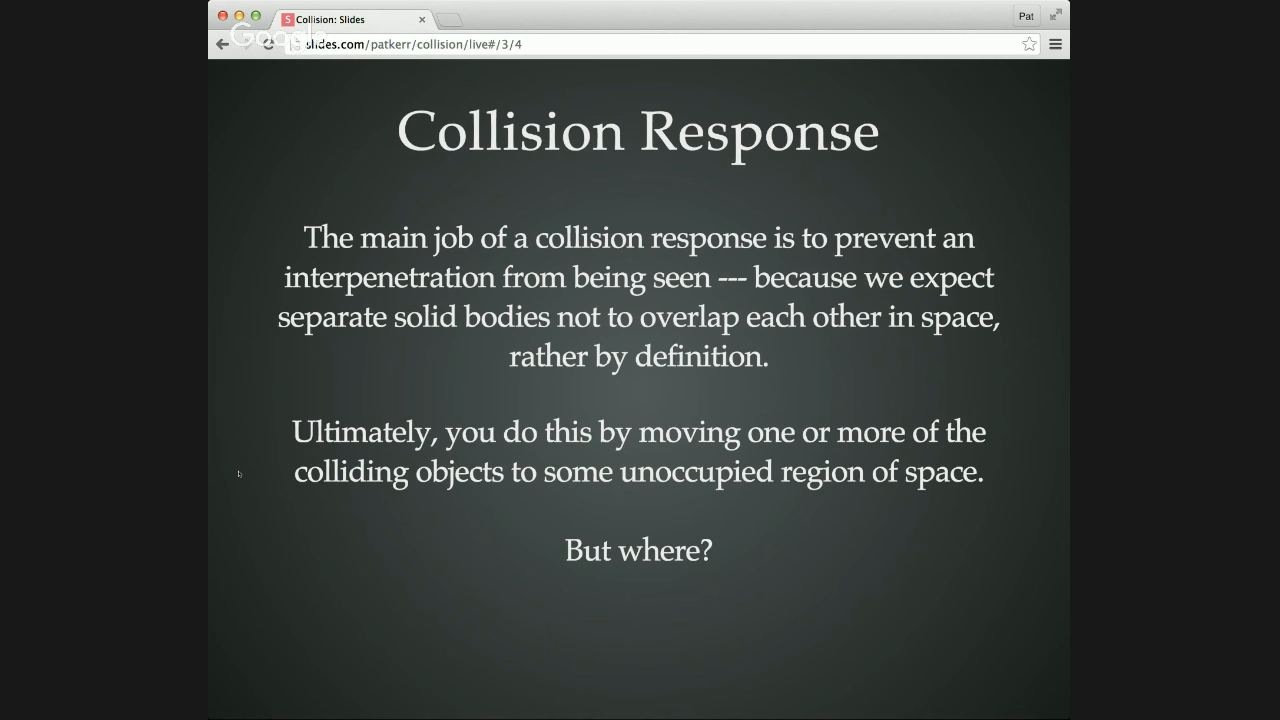 Collision: Slides
Pat
Google
slides.com/patkerr/collision/live#/3/4
Collision Response
The main job of a collision response is to prevent an
interpenetration from being seen --- because we expect
separate solid bodies not to overlap each other in space,
rather by definition.
Ultimately, you do this by moving one or more of the
colliding objects to some unoccupied region of space.
But where?